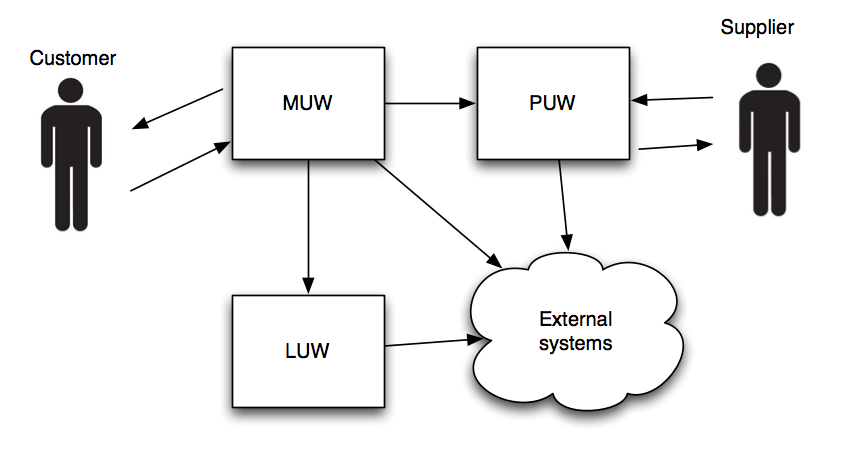 Supplier
Customer
MUW
PUW
External
systems
LUW